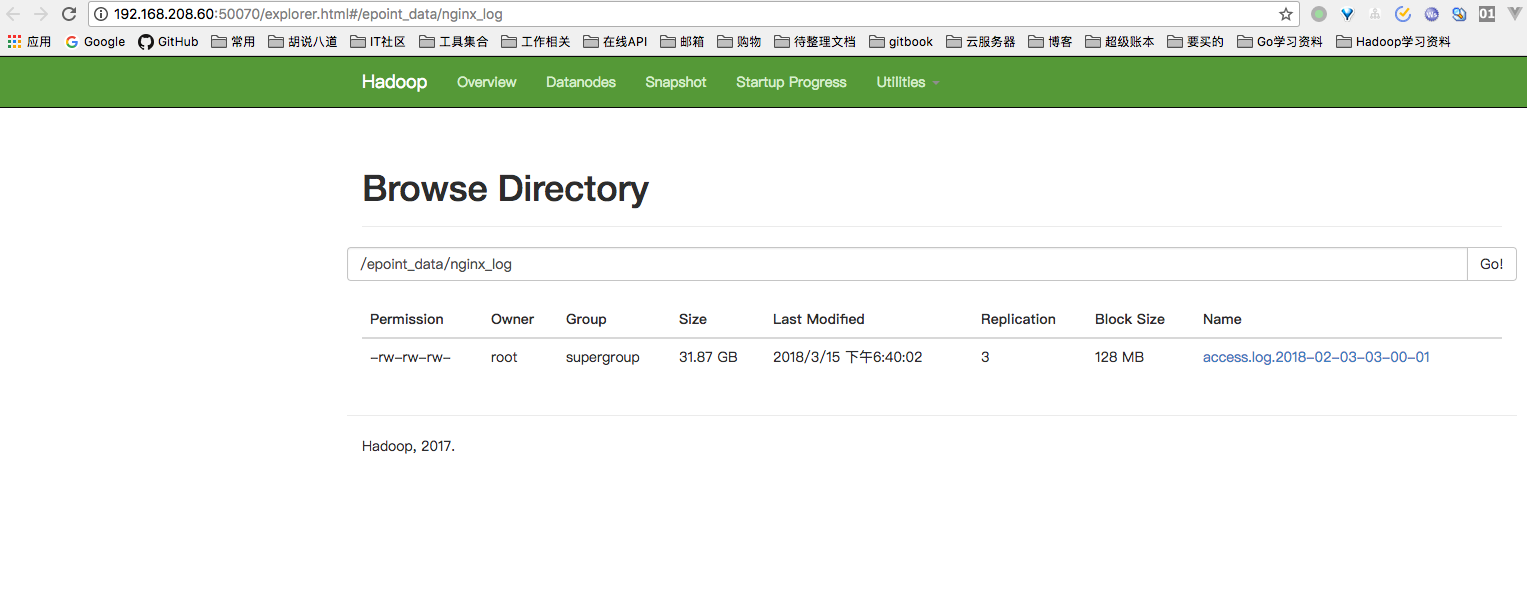 192.168.208.60:50070/explorer.html#/epoint_data/nginx_log 01
应用 Google GitHub 常用 胡说八道 IT社区 工具集合 工作相关 在线API 邮箱 购物 待整理文档 gitbook 云服务器 博客 超级账本 要买的 Go学习资料 Hadoop学习资料
Hadoop Overview Datanodes Snapshot Startup Progress Utilities
Browse Directory
/epoint_data/nginx_log Go!
Permission Owner Group Size Last Modified Replication Block Size Name
-rw-rw-rw- root supergroup 31.87 GB 2018/3/15 下午6:40:02 3 128 MB access.log.2018-02-03-03-00-01
Hadoop, 2017.